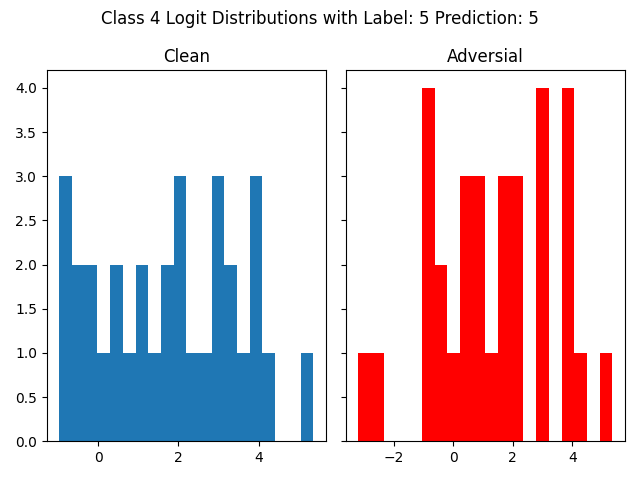 Class 4 Logit Distributions with Label: 5 Prediction: 5
Clean
Adversial
4.0
3.5
3.0
2.5
2.0
1.5
1.0
0.5
0.0
0 2 4
−2 0 2 4